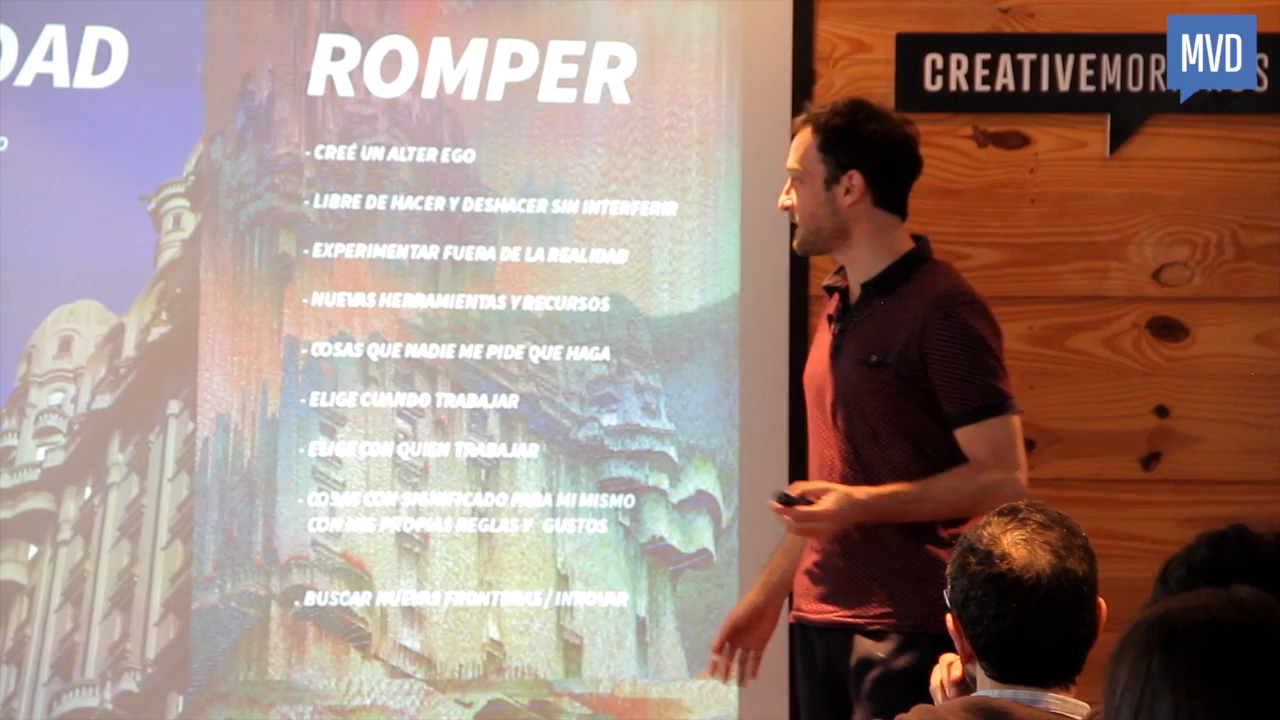 DAD
O
ROMPER
- CREÉ UN ALTER EGO
- LIBRE DE HACER Y DESHACER SIN INTERFERIR
- EXPERIMENTAR FUERA DE LA REALIDAD
- NUEVAS HERRAMIENTAS Y RECURSOS
- COSAS QUE NADIE ME PIDE QUE HAGA
- ELIGE CUANDO TRABAJAR
- ELIGE CON QUIEN TRABAJAR
- COSAS CON SIGNIFICADO PARA MI MISMO
CON MIS PROPIAS REGLAS Y GUSTOS
. BUSCAR NUEVAS FRONTERAS / INNOVAR
CREATIVEMOR S
MVD